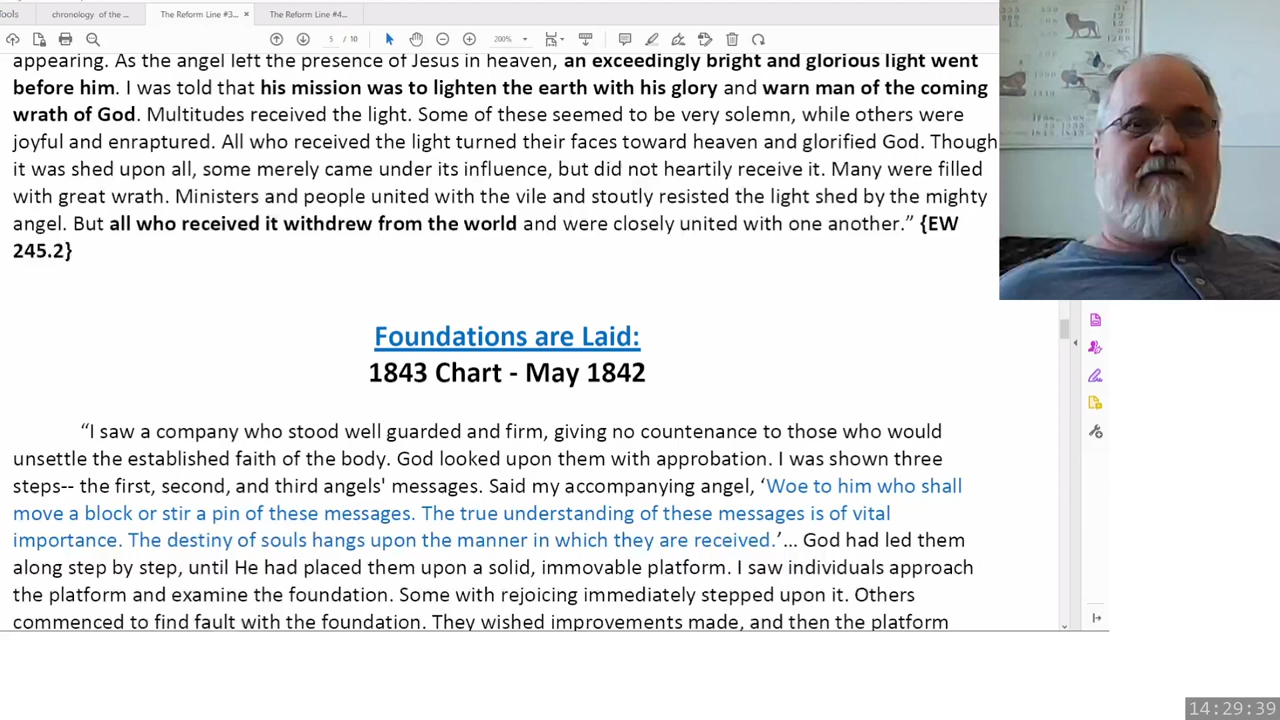 Tools
chronology of the ...
The Reform Line #3... ×
The Reform Line #4...
5 / 10
200%
appearing. As the angel left the presence of Jesus in heaven, an exceedingly bright and glorious light went
before him. I was told that his mission was to lighten the earth with his glory and warn man of the coming
wrath of God. Multitudes received the light. Some of these seemed to be very solemn, while others were
joyful and enraptured. All who received the light turned their faces toward heaven and glorified God. Though
it was shed upon all, some merely came under its influence, but did not heartily receive it. Many were filled
with great wrath. Ministers and people united with the vile and stoutly resisted the light shed by the mighty
angel. But all who received it withdrew from the world and were closely united with one another.” {EW
245.2}
Foundations are Laid:
1843 Chart - May 1842
“I saw a company who stood well guarded and firm, giving no countenance to those who would
unsettle the established faith of the body. God looked upon them with approbation. I was shown three
steps-- the first, second, and third angels' messages. Said my accompanying angel, ‘Woe to him who shall
move a block or stir a pin of these messages. The true understanding of these messages is of vital
importance. The destiny of souls hangs upon the manner in which they are received.’... God had led them
along step by step, until He had placed them upon a solid, immovable platform. I saw individuals approach
the platform and examine the foundation. Some with rejoicing immediately stepped upon it. Others
commenced to find fault with the foundation. They wished improvements made, and then the platform
14:29:39